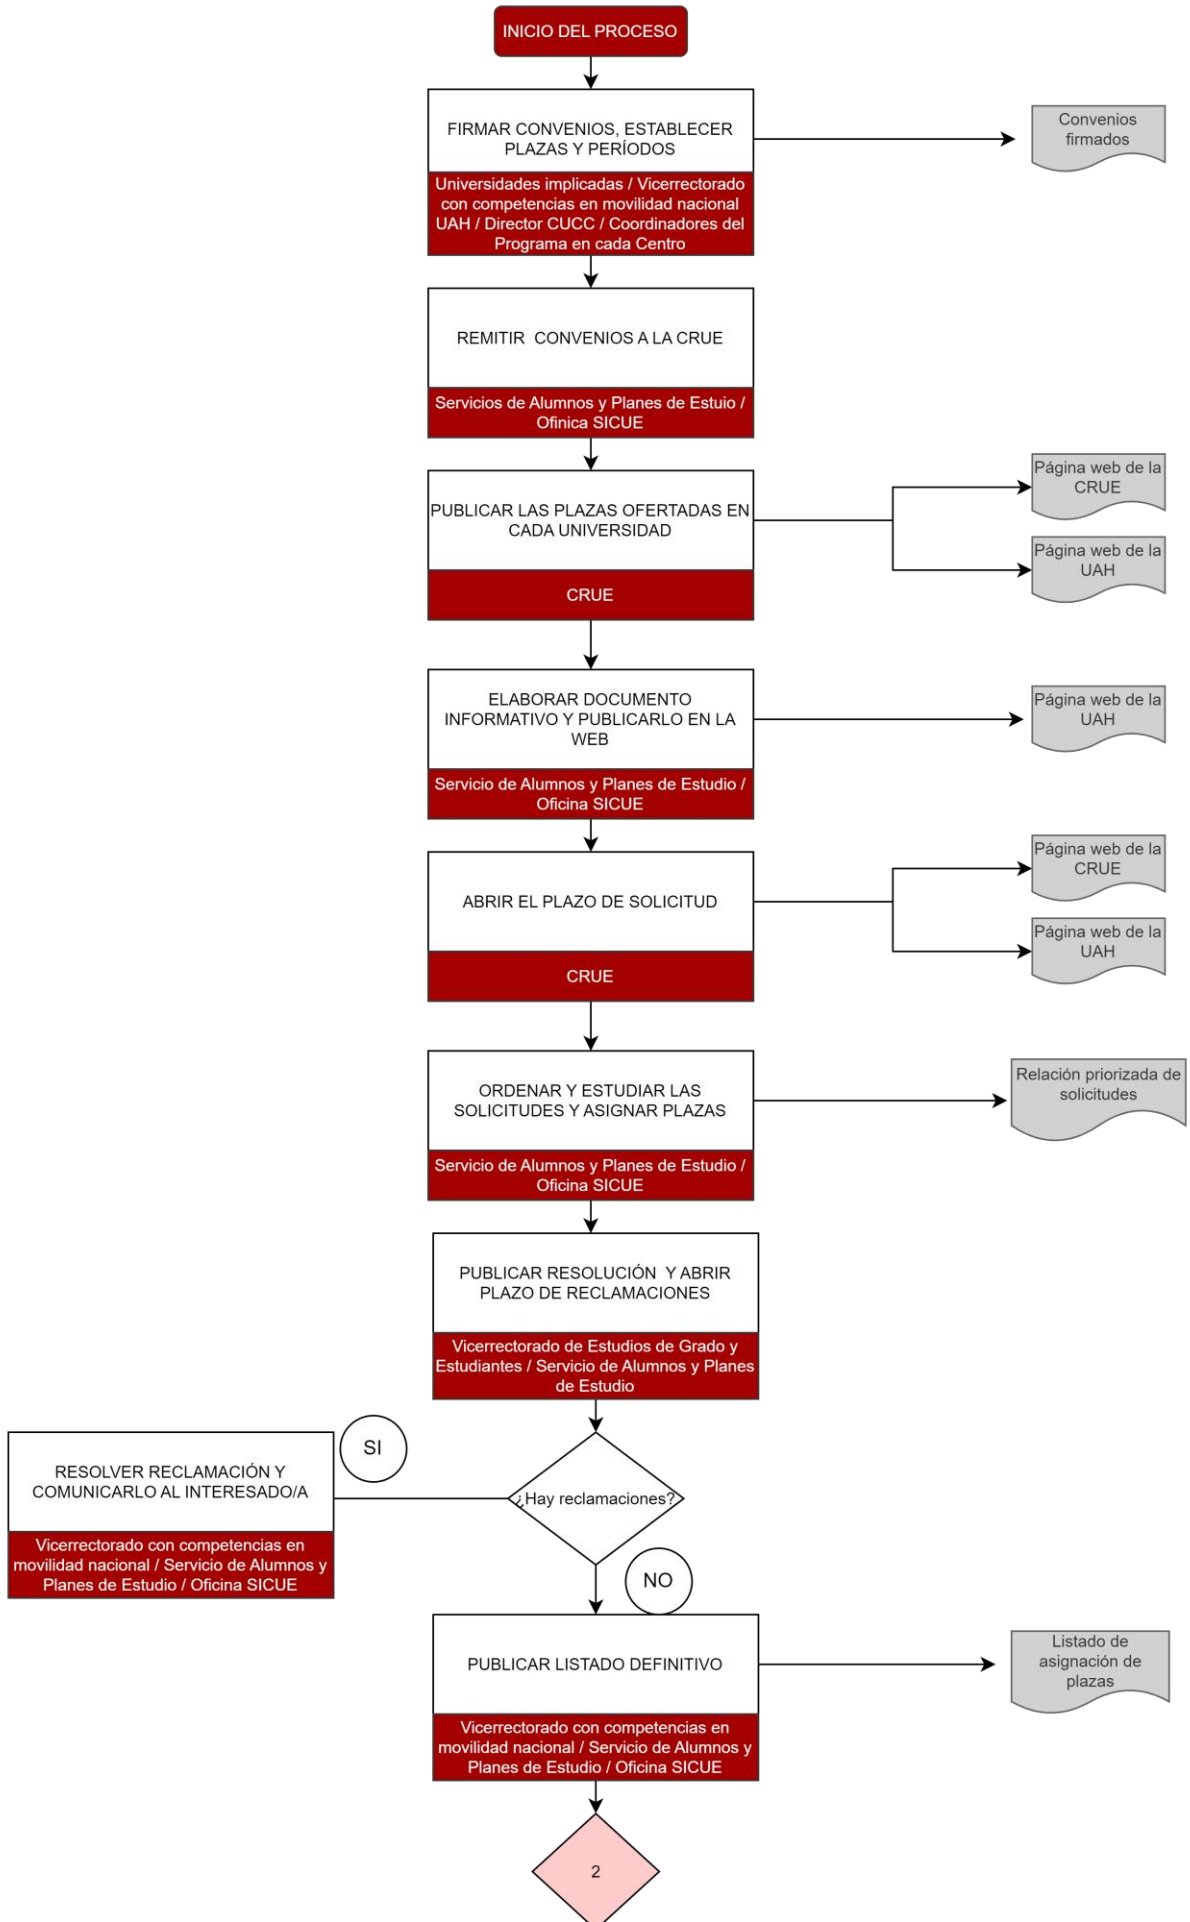 INICIO DEL PROCESO
FIRMAR CONVENIOS, ESTABLECER
PLAZAS Y PERÍODOS
Universidades implicadas / Vicerrectorado
con competencias en movilidad nacional
UAH / Director CUCC / Coordinadores del
Programa en cada Centro
Convenios
firmados
REMITIR CONVENIOS A LA CRUE
Servicios de Alumnos y Planes de Estuio /
Ofinica SICUE
PUBLICAR LAS PLAZAS OFERTADAS EN
CADA UNIVERSIDAD
CRUE
Página web de la
CRUE
Página web de la
UAH
ELABORAR DOCUMENTO
INFORMATIVO Y PUBLICARLO EN LA
WEB
Servicio de Alumnos y Planes de Estudio /
Oficina SICUE
Página web de la
UAH
ABRIR EL PLAZO DE SOLICITUD
CRUE
Página web de la
CRUE
Página web de la
UAH
ORDENAR Y ESTUDIAR LAS
SOLICITUDES Y ASIGNAR PLAZAS
Servicio de Alumnos y Planes de Estudio /
Oficina SICUE
Relación priorizada de
solicitudes
PUBLICAR RESOLUCIÓN Y ABRIR
PLAZO DE RECLAMACIONES
Vicerrectorado de Estudios de Grado y
Estudiantes / Servicio de Alumnos y Planes
de Estudio
¿Hay reclamaciones?
SI
RESOLVER RECLAMACIÓN Y
COMUNICARLO AL INTERESADO/A
Vicerrectorado con competencias en
movilidad nacional / Servicio de Alumnos y
Planes de Estudio / Oficina SICUE
NO
PUBLICAR LISTADO DEFINITIVO
Vicerrectorado con competencias en
movilidad nacional / Servicio de Alumnos y
Planes de Estudio / Oficina SICUE
Listado de
asignación de
plazas
2